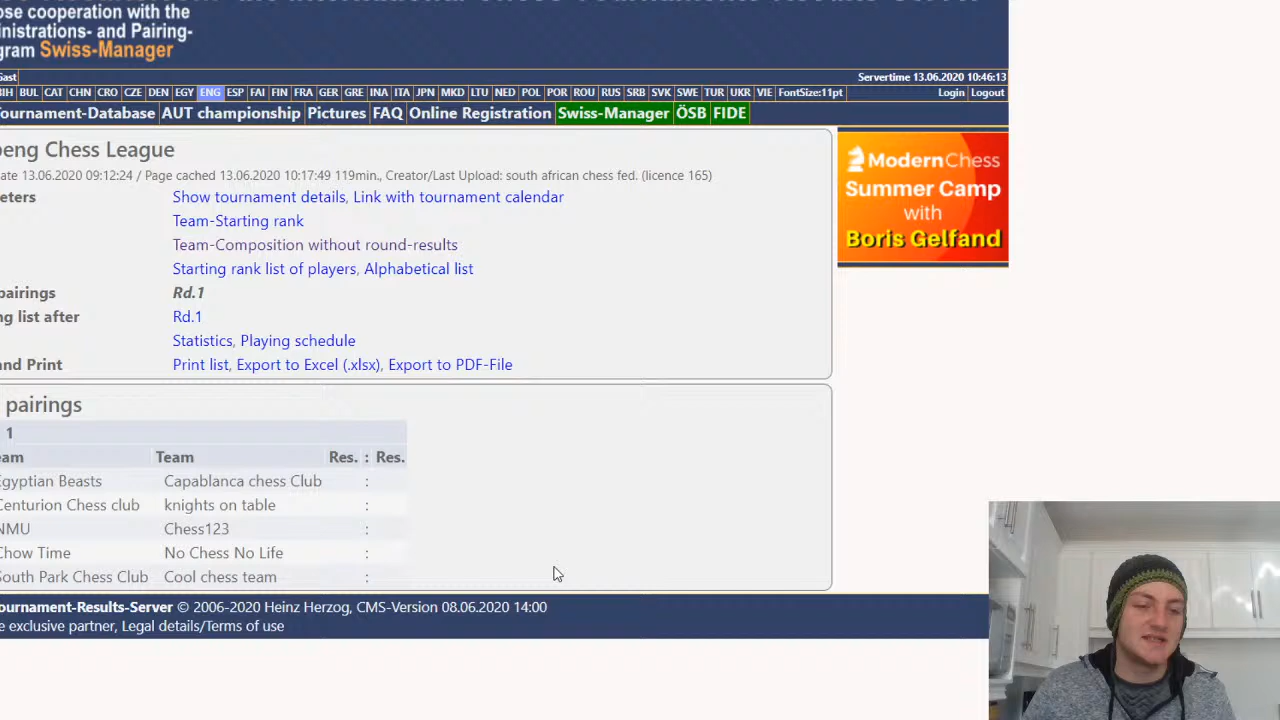 ose cooperation with the
inistrations- and Pairing-
gram Swiss-Manager
Gast
Servertime 13.06.2020 10:46:13
BIH BUL CAT CHN CRO CZE DEN EGY ENG ESP FAI FIN FRA GER GRE INA ITA JPN MKD LTU NED POL POR ROU RUS SRB SVK SWE TUR UKR VIE FontSize:11pt
Login Logout
ournament-Database AUT championship Pictures FAQ Online Registration Swiss-Manager ÖSB FIDE
eng Chess League
ate 13.06.2020 09:12:24 / Page cached 13.06.2020 10:17:49 119min., Creator/Last Upload: south african chess fed. (licence 165)
eters Show tournament details, Link with tournament calendar
Team-Starting rank
Team-Composition without round-results
Starting rank list of players, Alphabetical list
pairings Rd.1
ng list after Rd.1
Statistics, Playing schedule
and Print Print list, Export to Excel (.xlsx), Export to PDF-File
ModernChess
Summer Camp
with
Boris Gelfand
pairings
1
eam Team Res. : Res.
Egyptian Beasts Capablanca chess Club :
Centurion Chess club knights on table :
NMU Chess123 :
Chow Time No Chess No Life :
South Park Chess Club Cool chess team :
ournament-Results-Server © 2006-2020 Heinz Herzog, CMS-Version 08.06.2020 14:00
e exclusive partner, Legal details/Terms of use